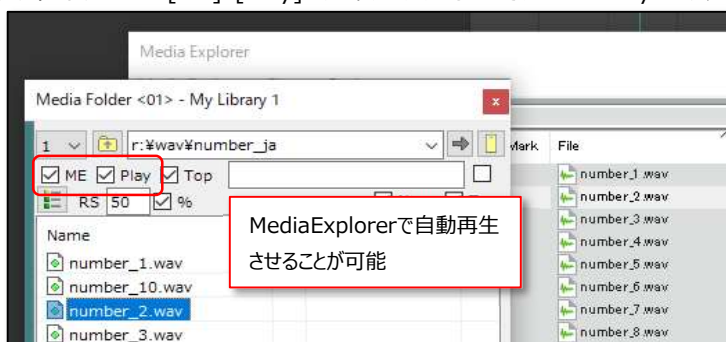 Media Explorer
Media Folder <01> - My Library 1
x
1 r:¥wav¥number_ja
Mark File
ME Play Top
RS 50 %
MediaExplorerで自動再生
させることが可能
Name
number_1.wav
number_10.wav
number_2.wav
number_3.wav
number_1.wav
number_2.wav
number_3.wav
number_4.wav
number_5.wav
number_6.wav
number_7.wav
number_8.wav